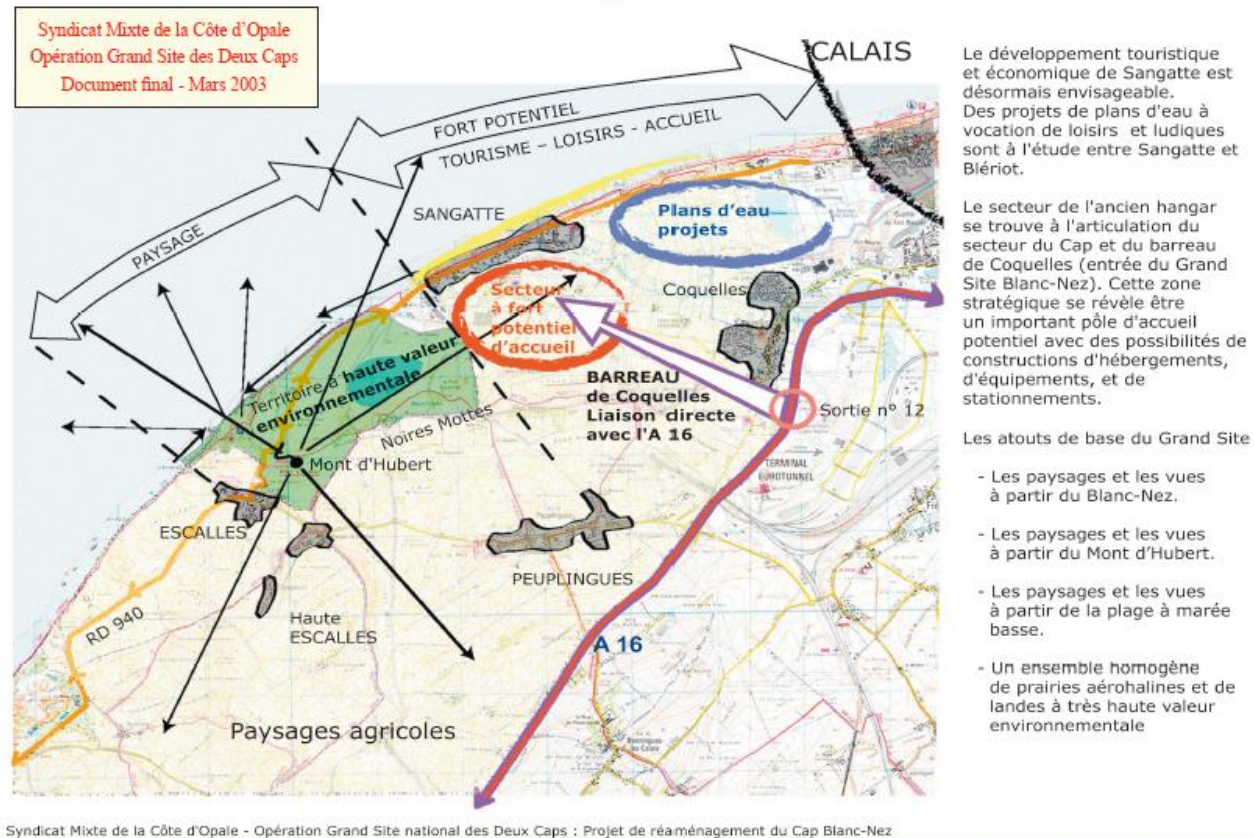 Syndicat Mixte de la Côte d'Opale
Opération Grand Site des Deux Caps
Document final - Mars 2003
CALAIS
FORT POTENTIEL
TOURISME – LOISIRS - ACCUEIL
PAYSAGE
SANGATTE
Plans d'eau
projets
Secteur
à fort
potentiel
d'accueil
Coquelles
Territoire à haute valeur
environnementale
BARREAU
de Coquelles
Liaison directe
avec l'A 16
Sortie n° 12
Noires Mottes
Mont d'Hubert
TERMINAL
EUROTUNNEL
ESCALLES
PEUPLINGUES
Haute
ESCALLES
RD 940
A 16
Paysages agricoles
Le développement touristique
et économique de Sangatte est
désormais envisageable.
Des projets de plans d'eau à
vocation de loisirs et ludiques
sont à l'étude entre Sangatte et
Blériot.
Le secteur de l'ancien hangar
se trouve à l'articulation du
secteur du Cap et du barreau
de Coquelles (entrée du Grand
Site Blanc-Nez). Cette zone
stratégique se révèle être
un important pôle d'accueil
potentiel avec des possibilités de
constructions d'hébergements,
d'équipements, et de
stationnements.
Les atouts de base du Grand Site
- Les paysages et les vues
à partir du Blanc-Nez.
- Les paysages et les vues
à partir du Mont d'Hubert.
- Les paysages et les vues
à partir de la plage à marée
basse.
- Un ensemble homogène
de prairies aérohalines et de
landes à très haute valeur
environnementale
Syndicat Mixte de la Côte d'Opale - Opération Grand Site national des Deux Caps : Projet de réaménagement du Cap Blanc-Nez